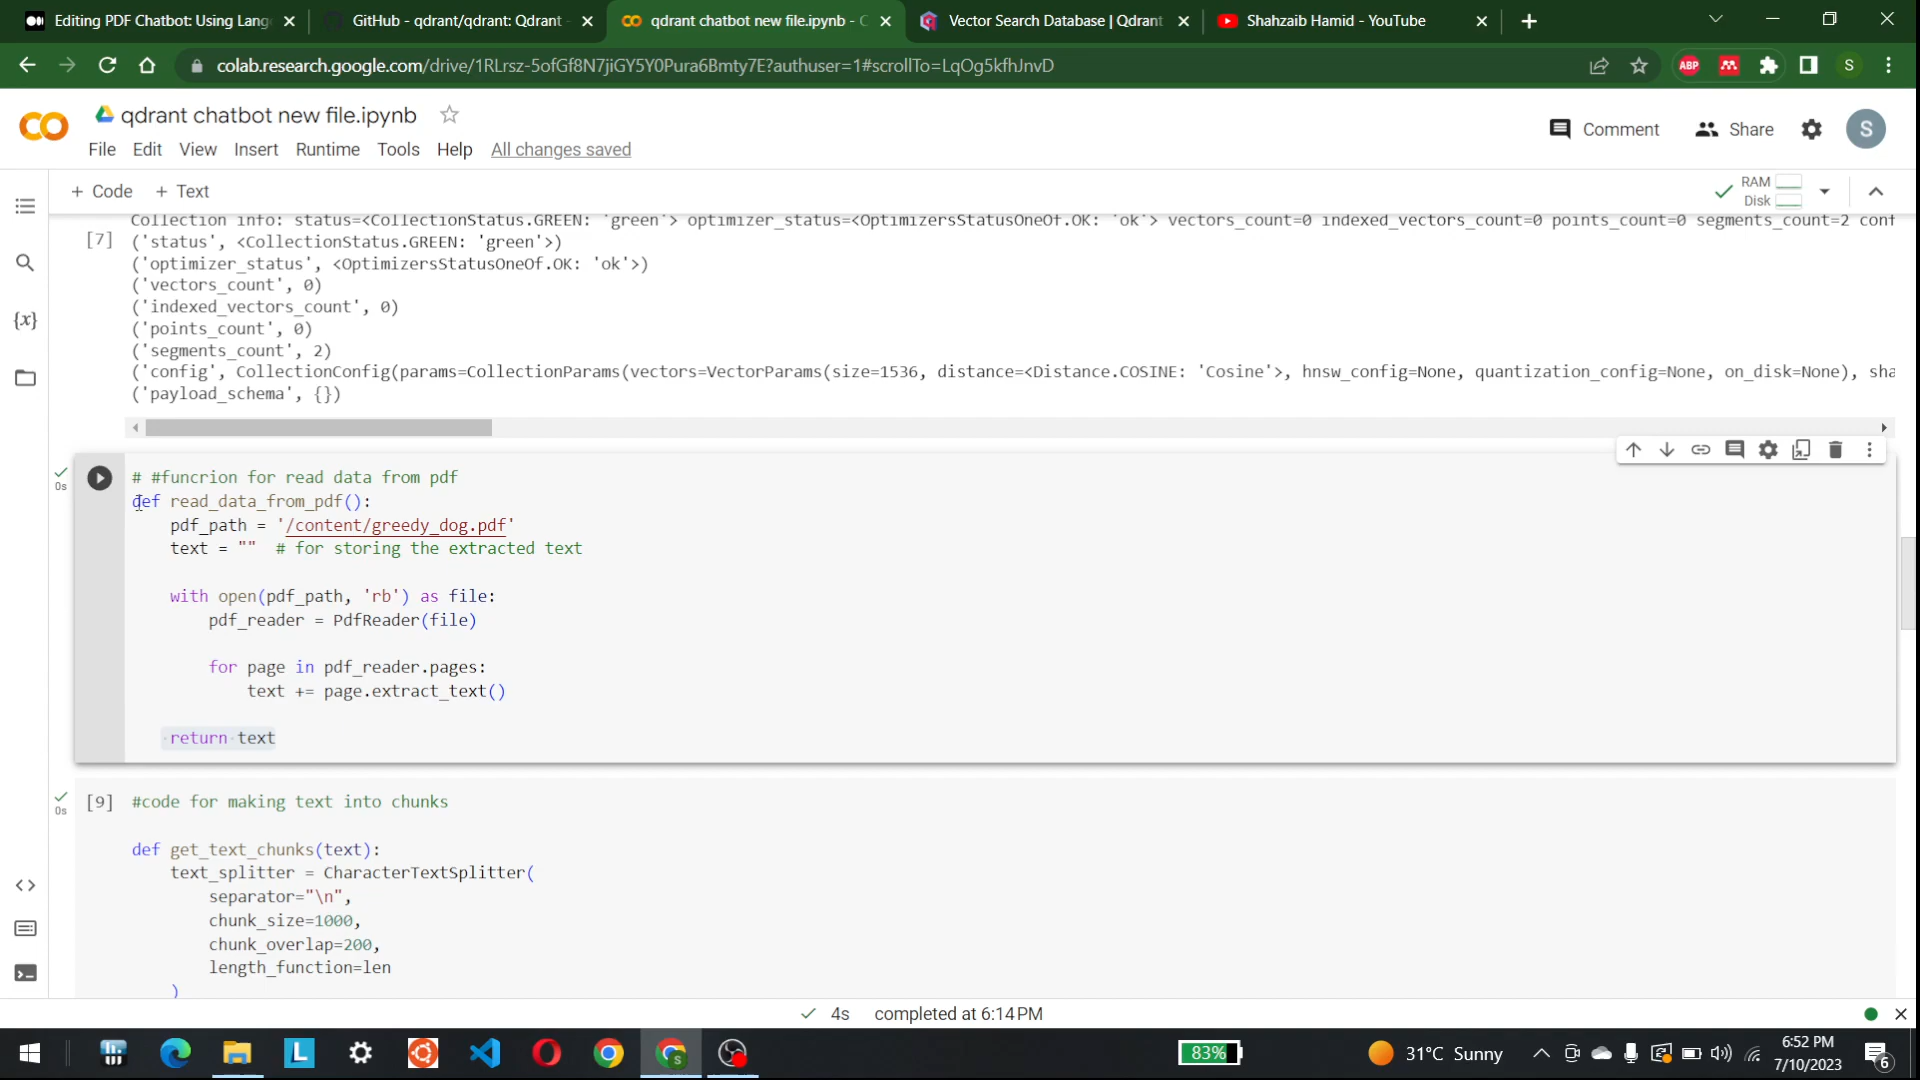 Editing PDF Chatbot: Using Lang
GitHub - qdrant/qdrant: Qdrant -
qdrant chatbot new file.ipynb - C
Vector Search Database | Qdrant
Shahzaib Hamid - YouTube
colab.research.google.com/drive/1RLrsz-5ofGf8N7jiGY5Y0Pura6Bmty7E?authuser=1#scrollTo=LqOg5kfhJnvD
ABP
S
qdrant chatbot new file.ipynb
File Edit View Insert Runtime Tools Help All changes saved
Comment
Share
S
+ Code + Text
RAM
Disk
Collection info: status=<CollectionStatus.GREEN: 'green'> optimizer_status=<OptimizersStatusOneOf.OK: 'ok'> vectors_count=0 indexed_vectors_count=0 points_count=0 segments_count=2 conf
[7] ('status', <CollectionStatus.GREEN: 'green'>)
('optimizer_status', <OptimizersStatusOneOf.OK: 'ok'>)
('vectors_count', 0)
('indexed_vectors_count', 0)
('points_count', 0)
('segments_count', 2)
('config', CollectionConfig(params=CollectionParams(vectors=VectorParams(size=1536, distance=<Distance.COSINE: 'Cosine'>, hnsw_config=None, quantization_config=None, on_disk=None), sha
('payload_schema', {})
0s
# #funcrion for read data from pdf
def read_data_from_pdf():
pdf_path = '/content/greedy_dog.pdf'
text = "" # for storing the extracted text
with open(pdf_path, 'rb') as file:
pdf_reader = PdfReader(file)
for page in pdf_reader.pages:
text += page.extract_text()
return text
0s
[9] #code for making text into chunks
def get_text_chunks(text):
text_splitter = CharacterTextSplitter(
separator="\n",
chunk_size=1000,
chunk_overlap=200,
length_function=len
)
4s completed at 6:14 PM
83%
31°C Sunny
6:52 PM
7/10/2023
6